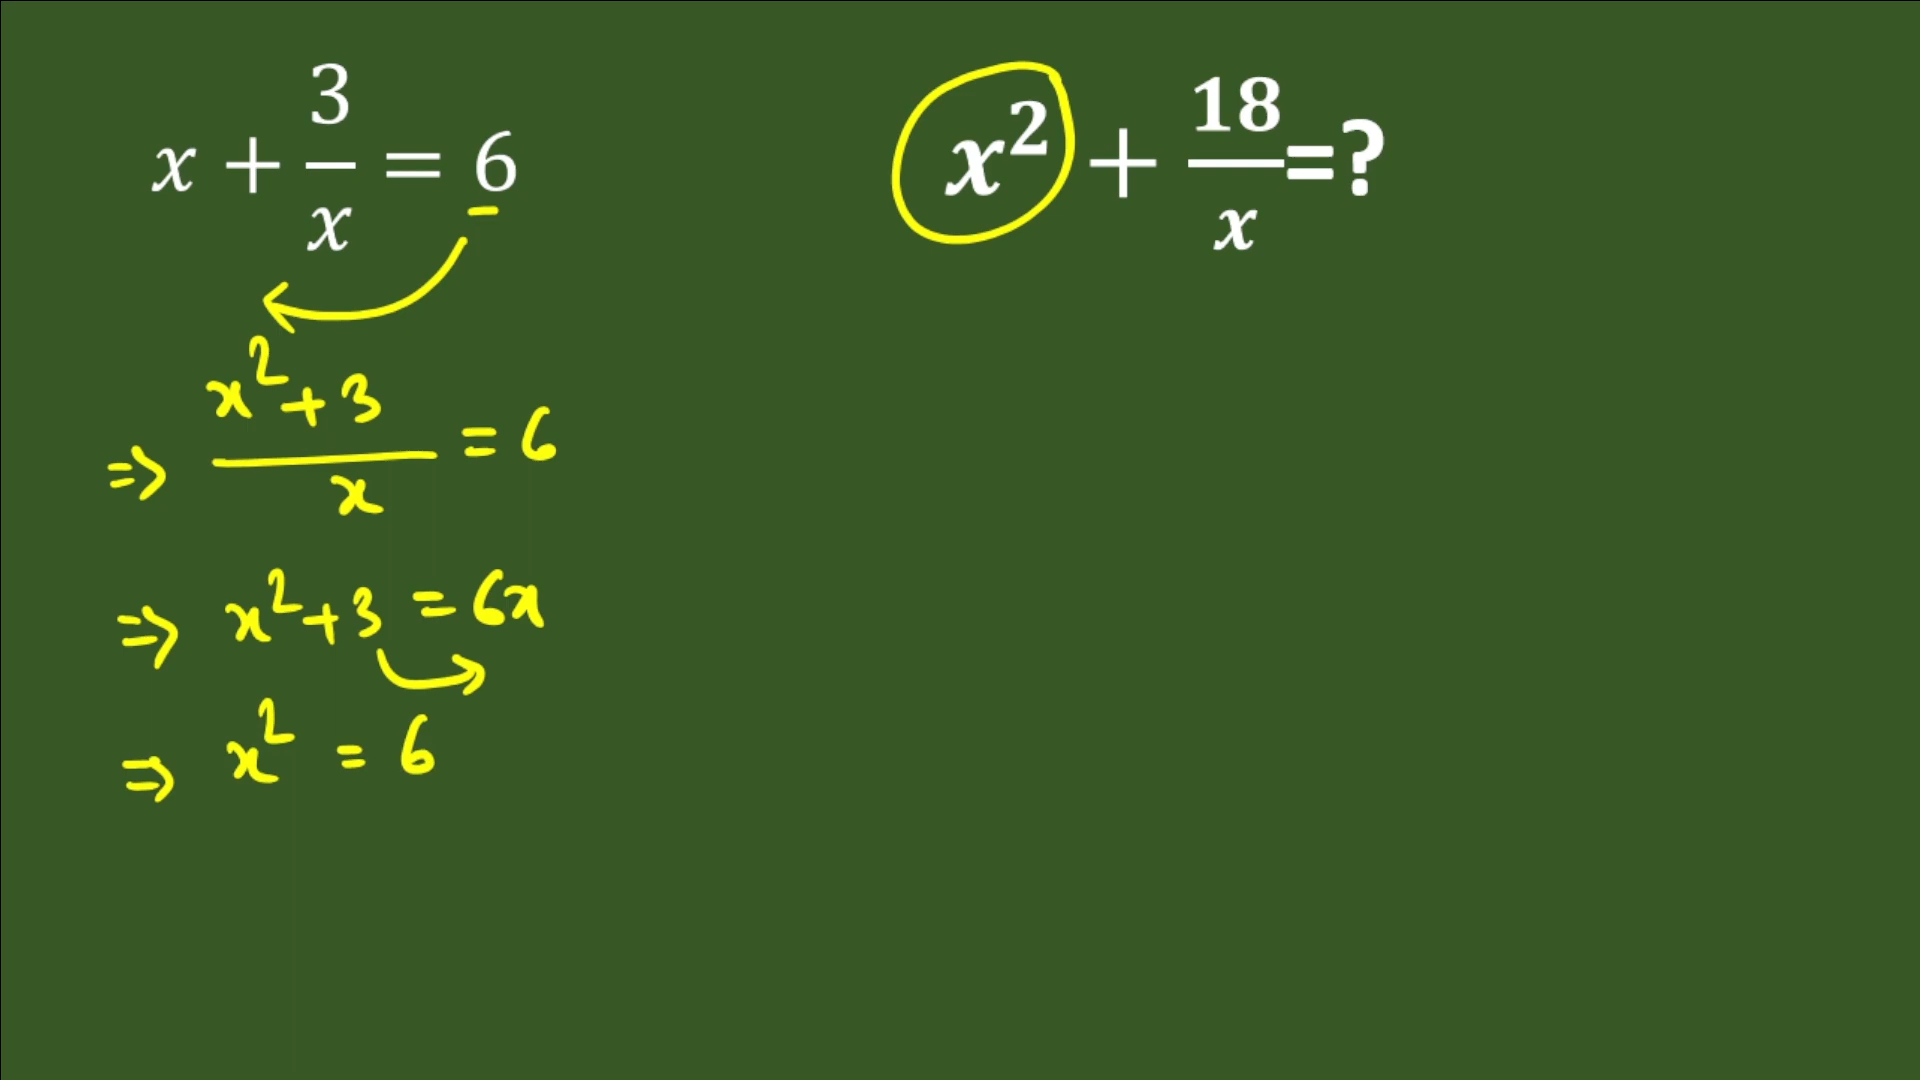 x + 3/x = 6
x² + 18/x =?
⇒ x²+3/x = 6
⇒ x²+3 = 6x
⇒ x² = 6